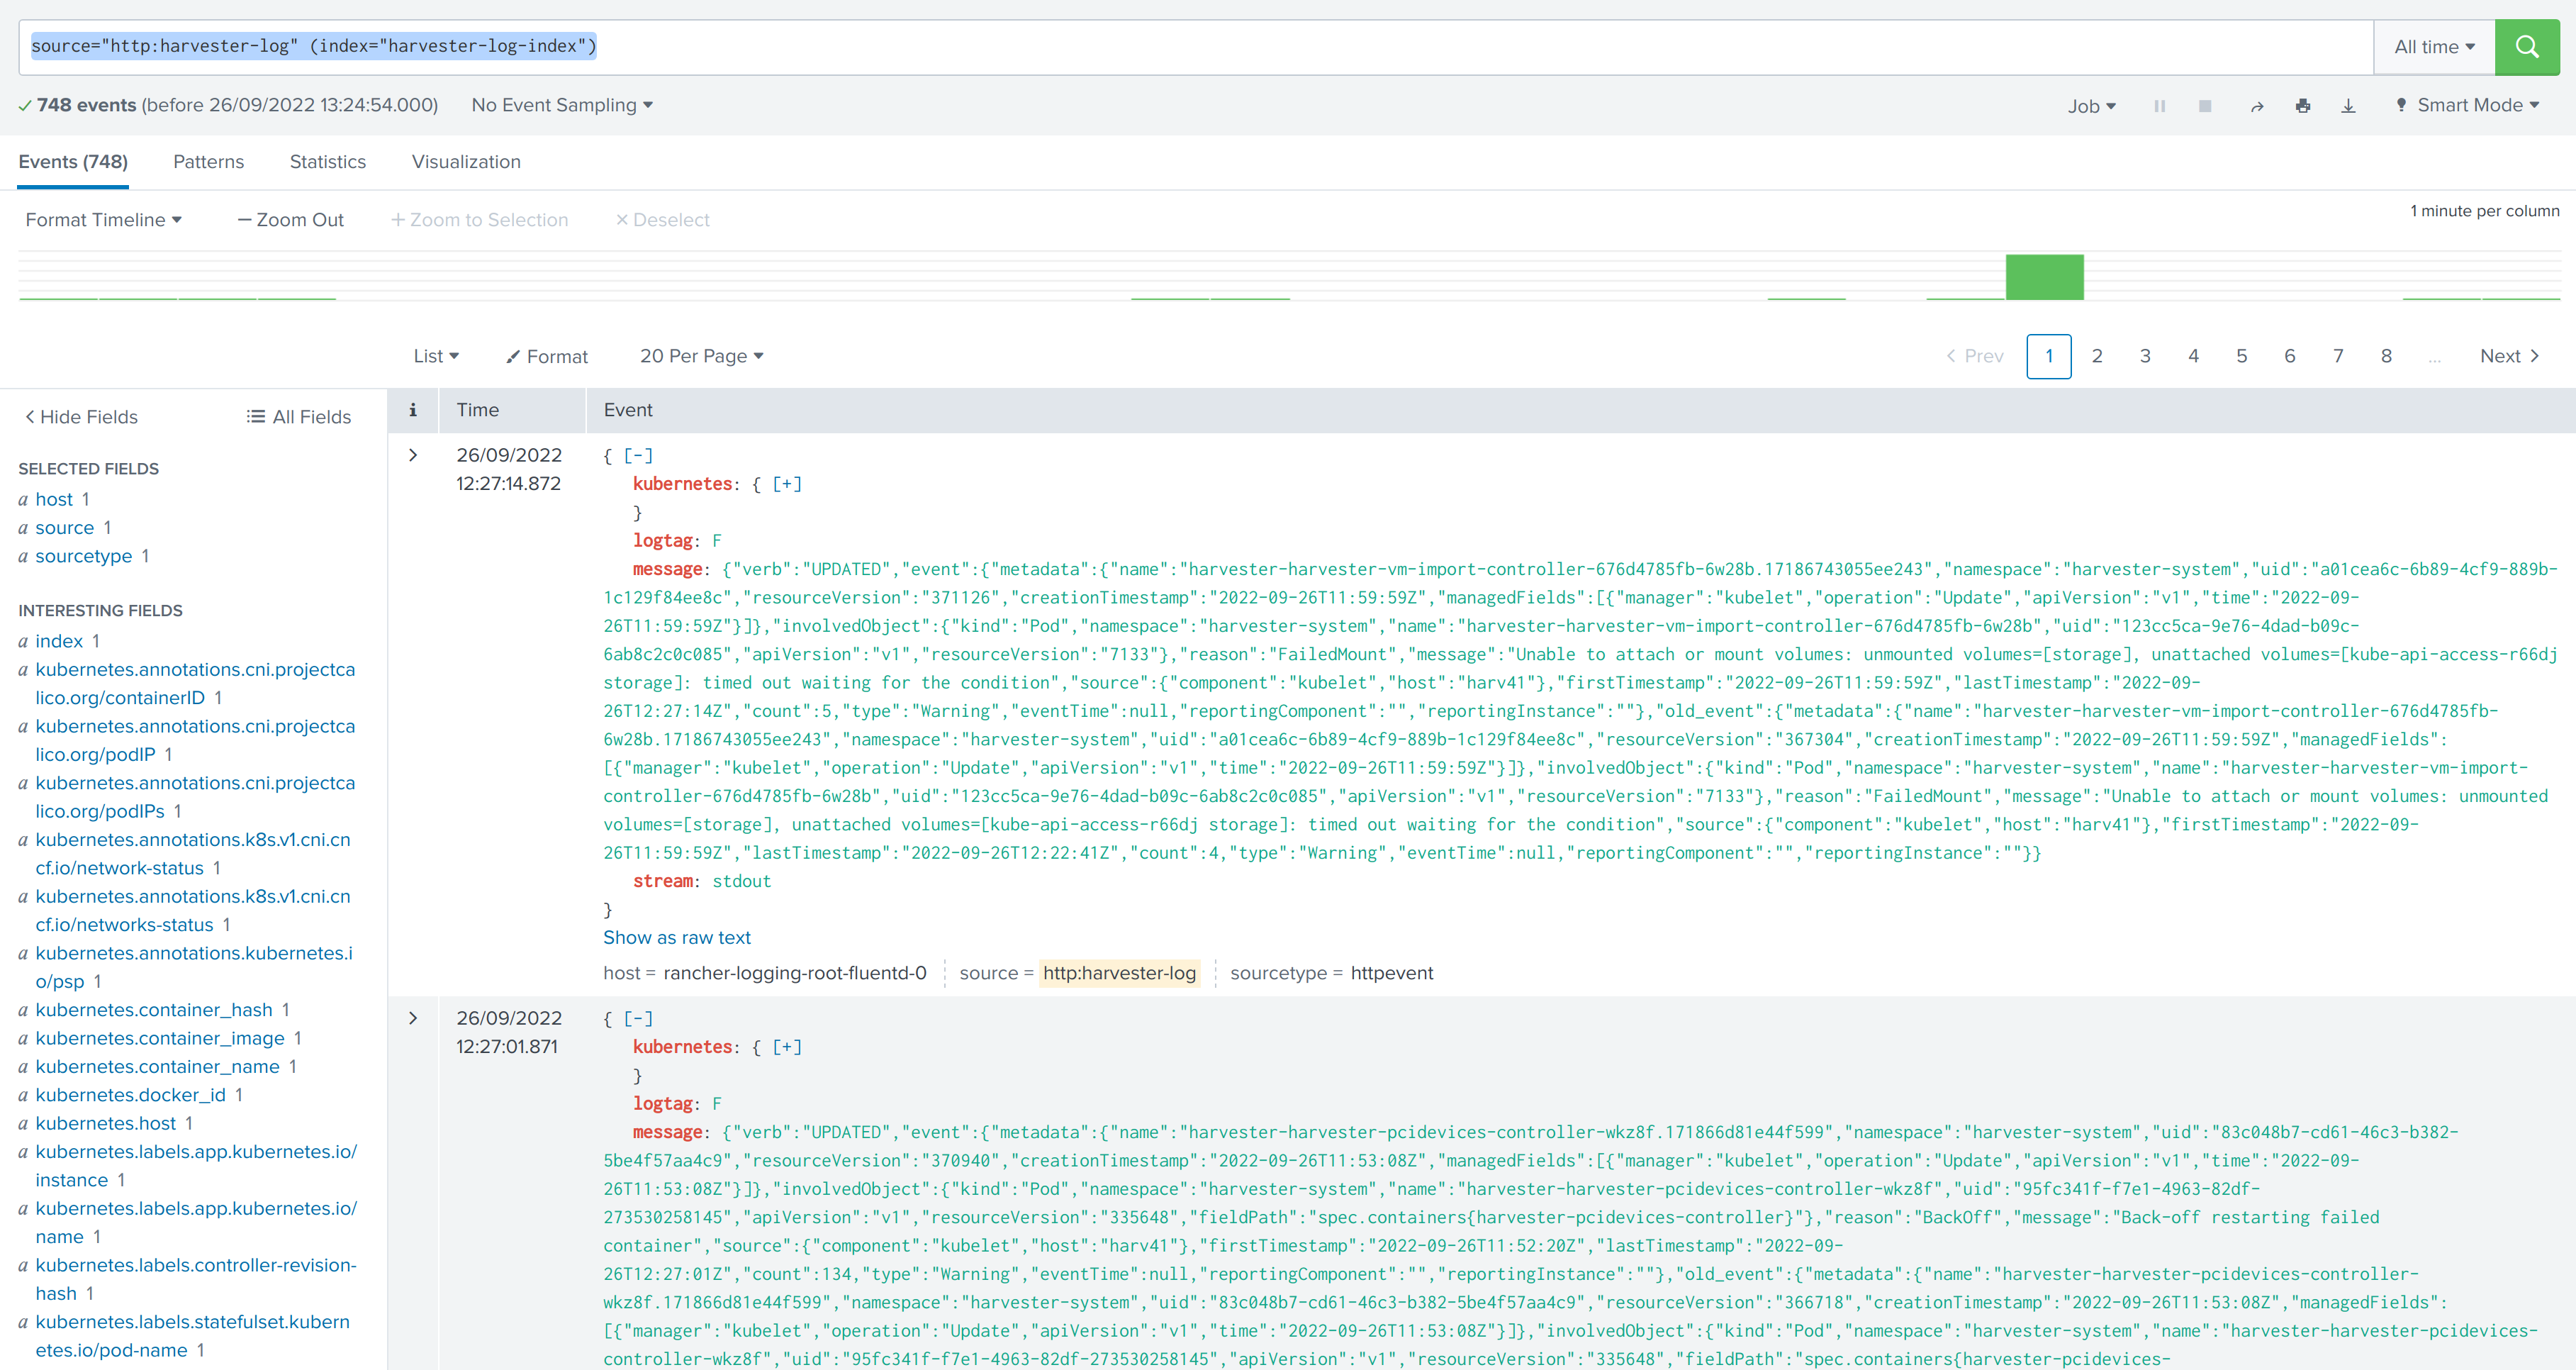 source="http:harvester-log" (index="harvester-log-index")
All time
748 events (before 26/09/2022 13:24:54.000)
No Event Sampling
Job
Smart Mode
Events (748)
Patterns
Statistics
Visualization
Format Timeline
— Zoom Out
+ Zoom to Selection
× Deselect
1 minute per column
List
Format
20 Per Page
< Prev
1
2
3
4
5
6
7
8
...
Next >
< Hide Fields
All Fields
SELECTED FIELDS
a host 1
a source 1
a sourcetype 1
INTERESTING FIELDS
a index 1
a kubernetes.annotations.cni.projectca
lico.org/containerID 1
a kubernetes.annotations.cni.projectca
lico.org/podIP 1
a kubernetes.annotations.cni.projectca
lico.org/podIPs 1
a kubernetes.annotations.k8s.v1.cni.cn
cf.io/network-status 1
a kubernetes.annotations.k8s.v1.cni.cn
cf.io/networks-status 1
a kubernetes.annotations.kubernetes.i
o/psp 1
a kubernetes.container_hash 1
a kubernetes.container_image 1
a kubernetes.container_name 1
a kubernetes.docker_id 1
a kubernetes.host 1
a kubernetes.labels.app.kubernetes.io/
instance 1
a kubernetes.labels.app.kubernetes.io/
name 1
a kubernetes.labels.controller-revision-
hash 1
a kubernetes.labels.statefulset.kubern
etes.io/pod-name 1
i
Time
Event
>
26/09/2022
12:27:14.872
{ [-]
kubernetes: { [+]
}
logtag: F
message: {"verb":"UPDATED","event":{"metadata":{"name":"harvester-harvester-vm-import-controller-676d4785fb-6w28b.17186743055ee243","namespace":"harvester-system","uid":"a01cea6c-6b89-4cf9-889b-
1c129f84ee8c","resourceVersion":"371126","creationTimestamp":"2022-09-26T11:59:59Z","managedFields":[{"manager":"kubelet","operation":"Update","apiVersion":"v1","time":"2022-09-
26T11:59:59Z"}]},"involvedObject":{"kind":"Pod","namespace":"harvester-system","name":"harvester-harvester-vm-import-controller-676d4785fb-6w28b","uid":"123cc5ca-9e76-4dad-b09c-
6ab8c2c0c085","apiVersion":"v1","resourceVersion":"7133"},"reason":"FailedMount","message":"Unable to attach or mount volumes: unmounted volumes=[storage], unattached volumes=[kube-api-access-r66dj
storage]: timed out waiting for the condition","source":{"component":"kubelet","host":"harv41"},"firstTimestamp":"2022-09-26T11:59:59Z","lastTimestamp":"2022-09-
26T12:27:14Z","count":5,"type":"Warning","eventTime":null,"reportingComponent":"","reportingInstance":""},"old_event":{"metadata":{"name":"harvester-harvester-vm-import-controller-676d4785fb-
6w28b.17186743055ee243","namespace":"harvester-system","uid":"a01cea6c-6b89-4cf9-889b-1c129f84ee8c","resourceVersion":"367304","creationTimestamp":"2022-09-26T11:59:59Z","managedFields":
[{"manager":"kubelet","operation":"Update","apiVersion":"v1","time":"2022-09-26T11:59:59Z"}]},"involvedObject":{"kind":"Pod","namespace":"harvester-system","name":"harvester-harvester-vm-import-
controller-676d4785fb-6w28b","uid":"123cc5ca-9e76-4dad-b09c-6ab8c2c0c085","apiVersion":"v1","resourceVersion":"7133"},"reason":"FailedMount","message":"Unable to attach or mount volumes: unmounted
volumes=[storage], unattached volumes=[kube-api-access-r66dj storage]: timed out waiting for the condition","source":{"component":"kubelet","host":"harv41"},"firstTimestamp":"2022-09-
26T11:59:59Z","lastTimestamp":"2022-09-26T12:22:41Z","count":4,"type":"Warning","eventTime":null,"reportingComponent":"","reportingInstance":""}}
stream: stdout
}
Show as raw text
host = rancher-logging-root-fluentd-0
source = http:harvester-log
sourcetype = httpevent
>
26/09/2022
12:27:01.871
{ [-]
kubernetes: { [+]
}
logtag: F
message: {"verb":"UPDATED","event":{"metadata":{"name":"harvester-harvester-pcidevices-controller-wkz8f.171866d81e44f599","namespace":"harvester-system","uid":"83c048b7-cd61-46c3-b382-
5be4f57aa4c9","resourceVersion":"370940","creationTimestamp":"2022-09-26T11:53:08Z","managedFields":[{"manager":"kubelet","operation":"Update","apiVersion":"v1","time":"2022-09-
26T11:53:08Z"}]},"involvedObject":{"kind":"Pod","namespace":"harvester-system","name":"harvester-harvester-pcidevices-controller-wkz8f","uid":"95fc341f-f7e1-4963-82df-
273530258145","apiVersion":"v1","resourceVersion":"335648","fieldPath":"spec.containers{harvester-pcidevices-controller}"},"reason":"BackOff","message":"Back-off restarting failed
container","source":{"component":"kubelet","host":"harv41"},"firstTimestamp":"2022-09-26T11:52:20Z","lastTimestamp":"2022-09-
26T12:27:01Z","count":134,"type":"Warning","eventTime":null,"reportingComponent":"","reportingInstance":""},"old_event":{"metadata":{"name":"harvester-harvester-pcidevices-controller-
wkz8f.171866d81e44f599","namespace":"harvester-system","uid":"83c048b7-cd61-46c3-b382-5be4f57aa4c9","resourceVersion":"366718","creationTimestamp":"2022-09-26T11:53:08Z","managedFields":
[{"manager":"kubelet","operation":"Update","apiVersion":"v1","time":"2022-09-26T11:53:08Z"}]},"involvedObject":{"kind":"Pod","namespace":"harvester-system","name":"harvester-harvester-pcidevices-
controller-wkz8f","uid":"95fc341f-f7e1-4963-82df-273530258145","apiVersion":"v1","resourceVersion":"335648","fieldPath":"spec.containers{harvester-pcidevices-